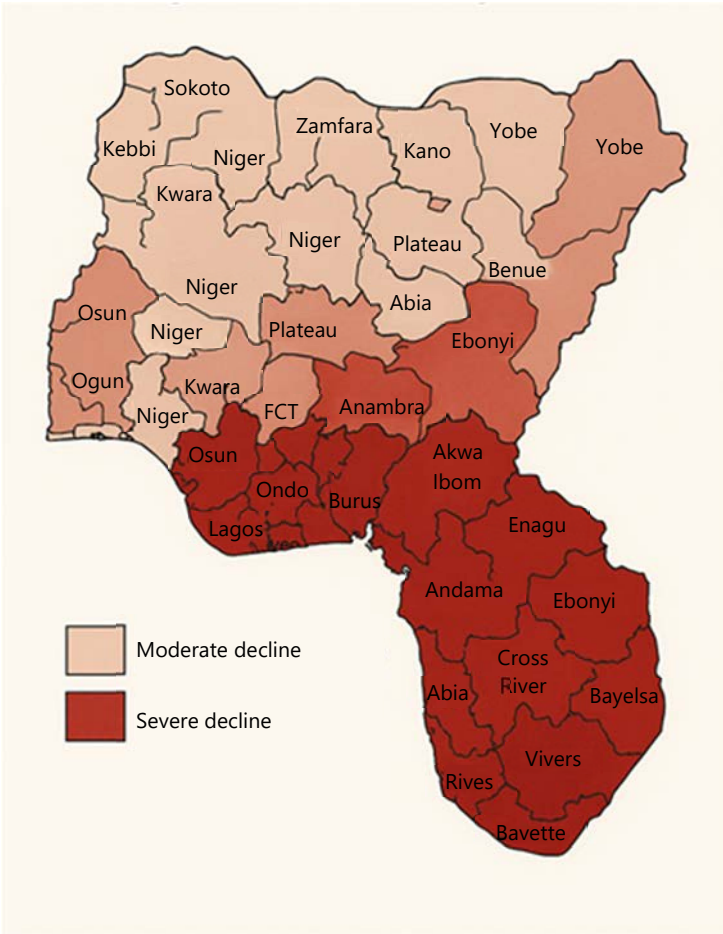 Sokoto
Zamfara
Yobe
Yobe
Kebbi
Niger
Kano
Kwara
Niger
Plateau
Benue
Niger
Abia
Osun
Niger
Plateau
Ebonyi
Ogun
Kwara
Niger
FCT
Anambra
Osun
Akwa
Ibom
Ondo
Burus
Lagos
Enagu
Andama
Ebonyi
Cross
River
Abia
Bayelsa
Vivers
Rives
Bavette
Moderate decline
Severe decline